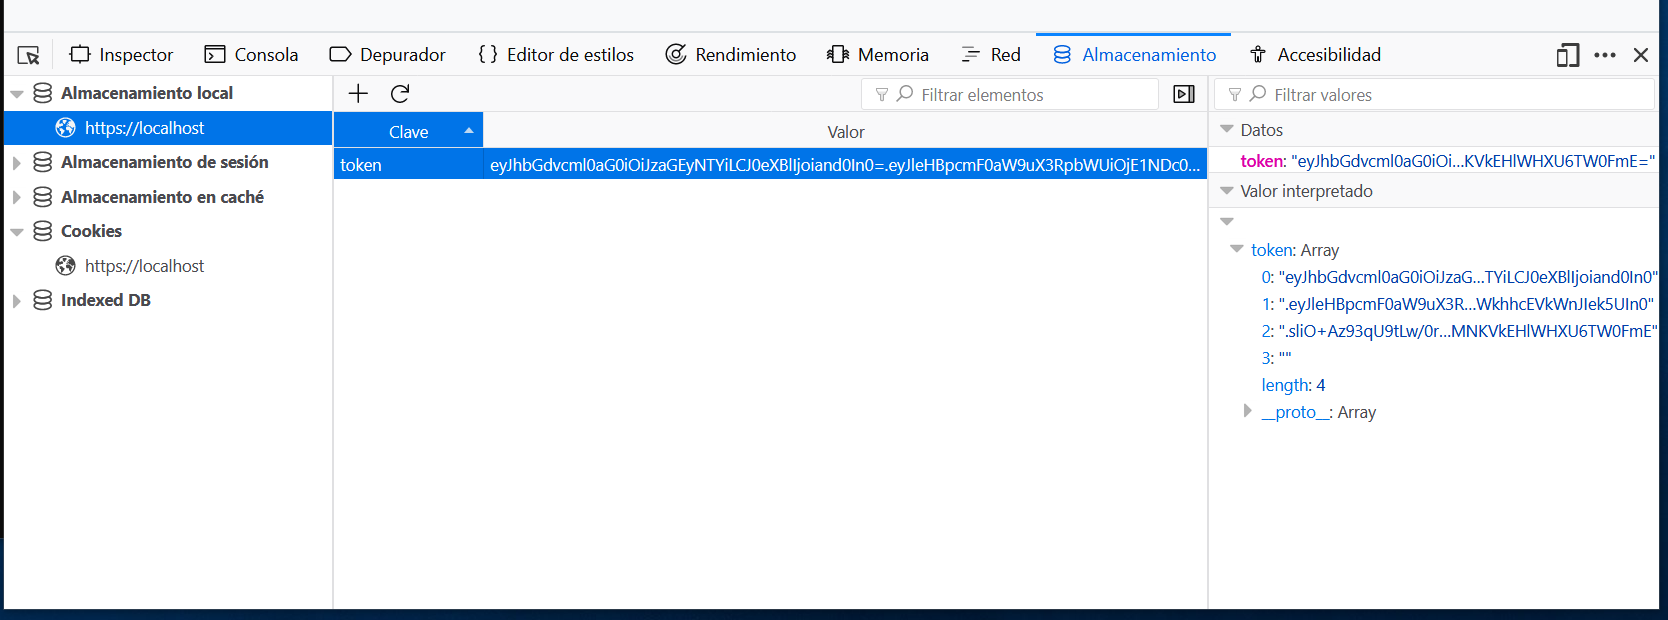 Inspector Consola Depurador Editor de estilos Rendimiento Memoria Red Almacenamiento Accesibilidad
Almacenamiento local
https://localhost
Almacenamiento de sesión
Almacenamiento en caché
Cookies
https://localhost
Indexed DB
Filtrar elementos
Clave Valor
token eyJhbGdvcml0aG0iOiJzaGEyNTYiLCJ0eXBlIjoiand0In0=.eyJleHBpcmF0aW9uX3RpbWUiOjE1NDc0...
Filtrar valores
Datos
token: "eyJhbGdvcml0aG0iOi...KVkEHlWHXU6TW0FmE="
Valor interpretado
token: Array
0: "eyJhbGdvcml0aG0iOiJzaG...TYiLCJ0eXBlIjoiand0In0"
1: ".eyJleHBpcmF0aW9uX3R...WkhhcEVkWnJIek5UIn0"
2: ".sliO+Az93qU9tLw/0r...MNKVkEHlWHXU6TW0FmE"
3: ""
length: 4
__proto__: Array